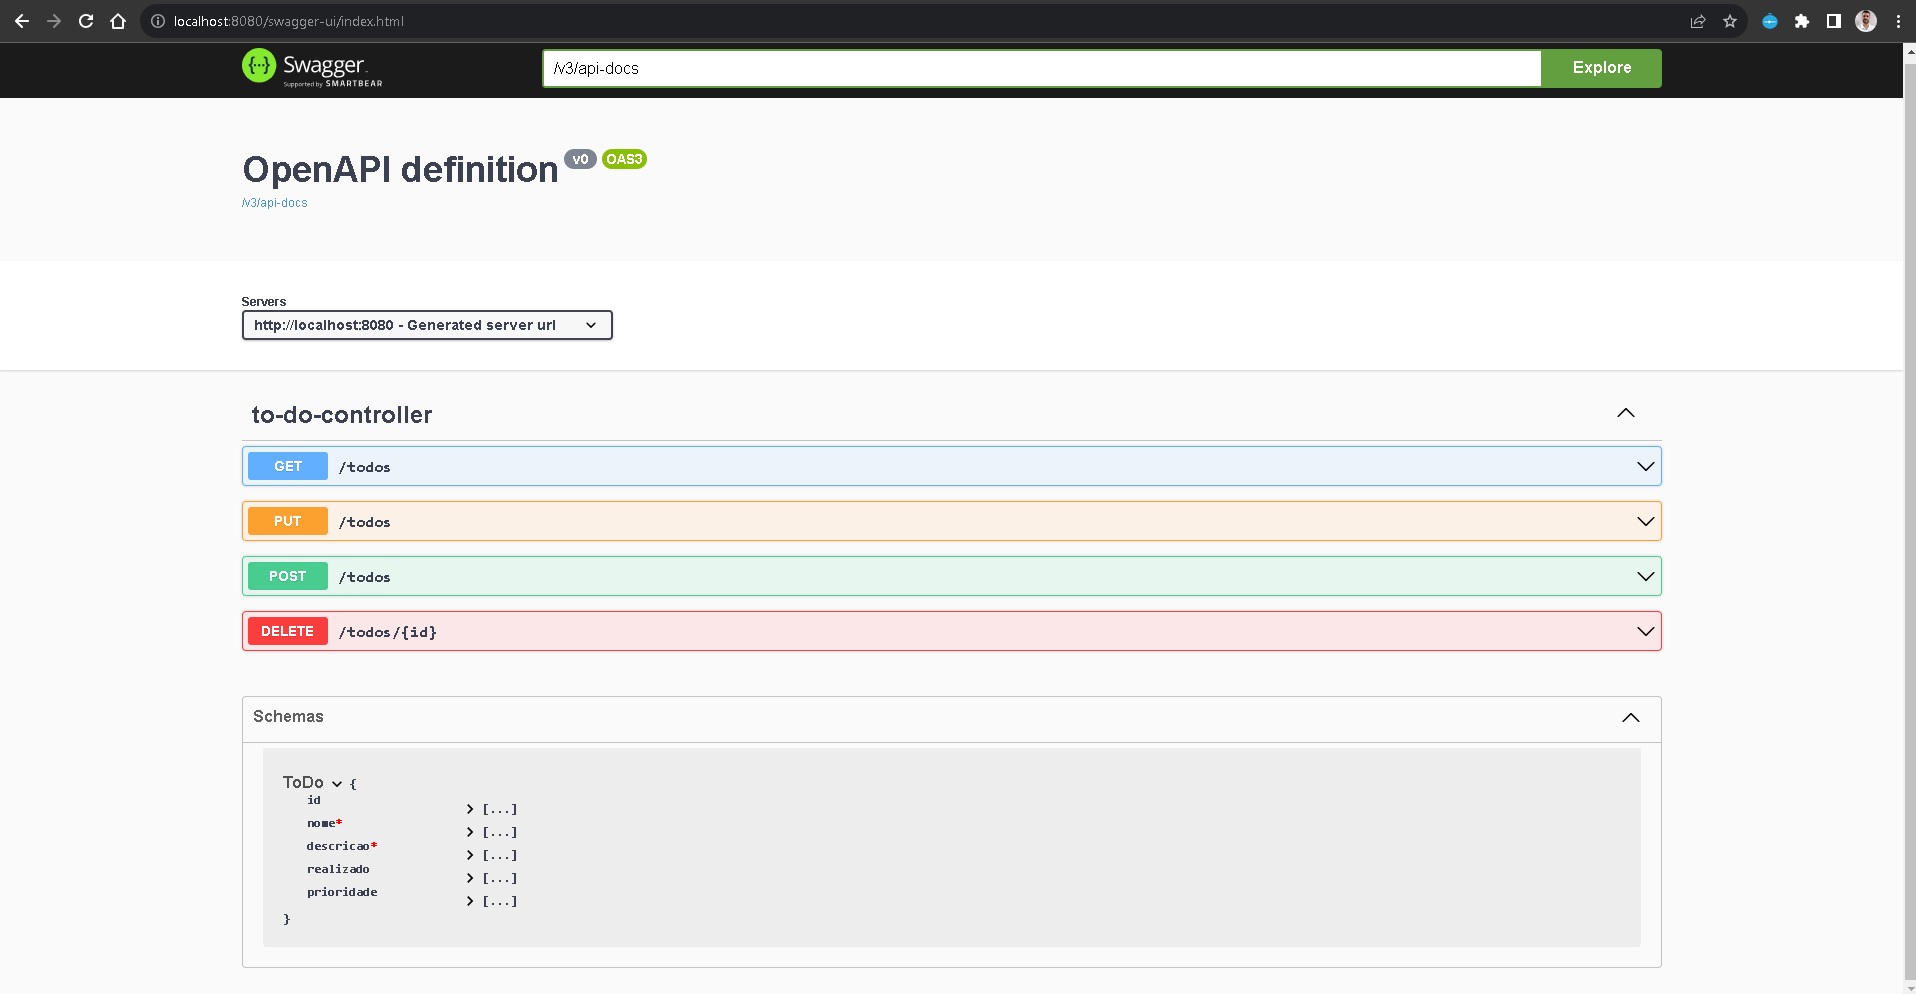 localhost:8080/swagger-ui/index.html
{··} Swagger
Supported by SMARTBEAR
/v3/api-docs
Explore
OpenAPI definition v0 OAS3
/v3/api-docs
Servers
http://localhost:8080 - Generated server url
to-do-controller
GET /todos
PUT /todos
POST /todos
DELETE /todos/{id}
Schemas
ToDo {
id [...]
nome* [...]
descricao* [...]
realizado [...]
prioridade [...]
}